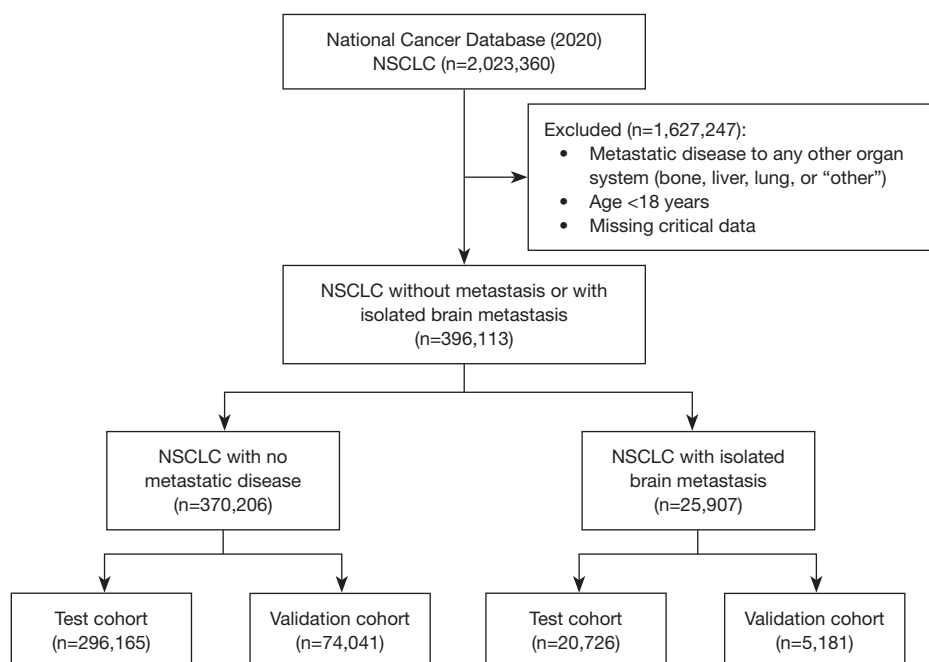 National Cancer Database (2020)
NSCLC (n=2,023,360)
Excluded (n=1,627,247):
• Metastatic disease to any other organ
system (bone, liver, lung, or “other”)
• Age <18 years
• Missing critical data
NSCLC without metastasis or with
isolated brain metastasis
(n=396,113)
NSCLC with no
metastatic disease
(n=370,206)
NSCLC with isolated
brain metastasis
(n=25,907)
Test cohort
(n=296,165)
Validation cohort
(n=74,041)
Test cohort
(n=20,726)
Validation cohort
(n=5,181)